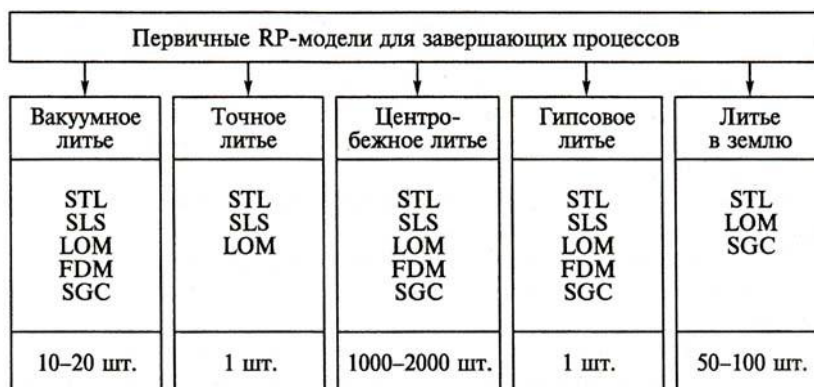 Первичные RP-модели для завершающих процессов
Вакуумное
литье
STL
SLS
LOM
FDM
SGC
10–20 шт.
Точное
литье
STL
SLS
LOM
1 шт.
Центро-
бежное литье
STL
SLS
LOM
FDM
SGC
1000–2000 шт.
Гипсовое
литье
STL
SLS
LOM
FDM
SGC
1 шт.
Литье
в землю
STL
LOM
SGC
50–100 шт.